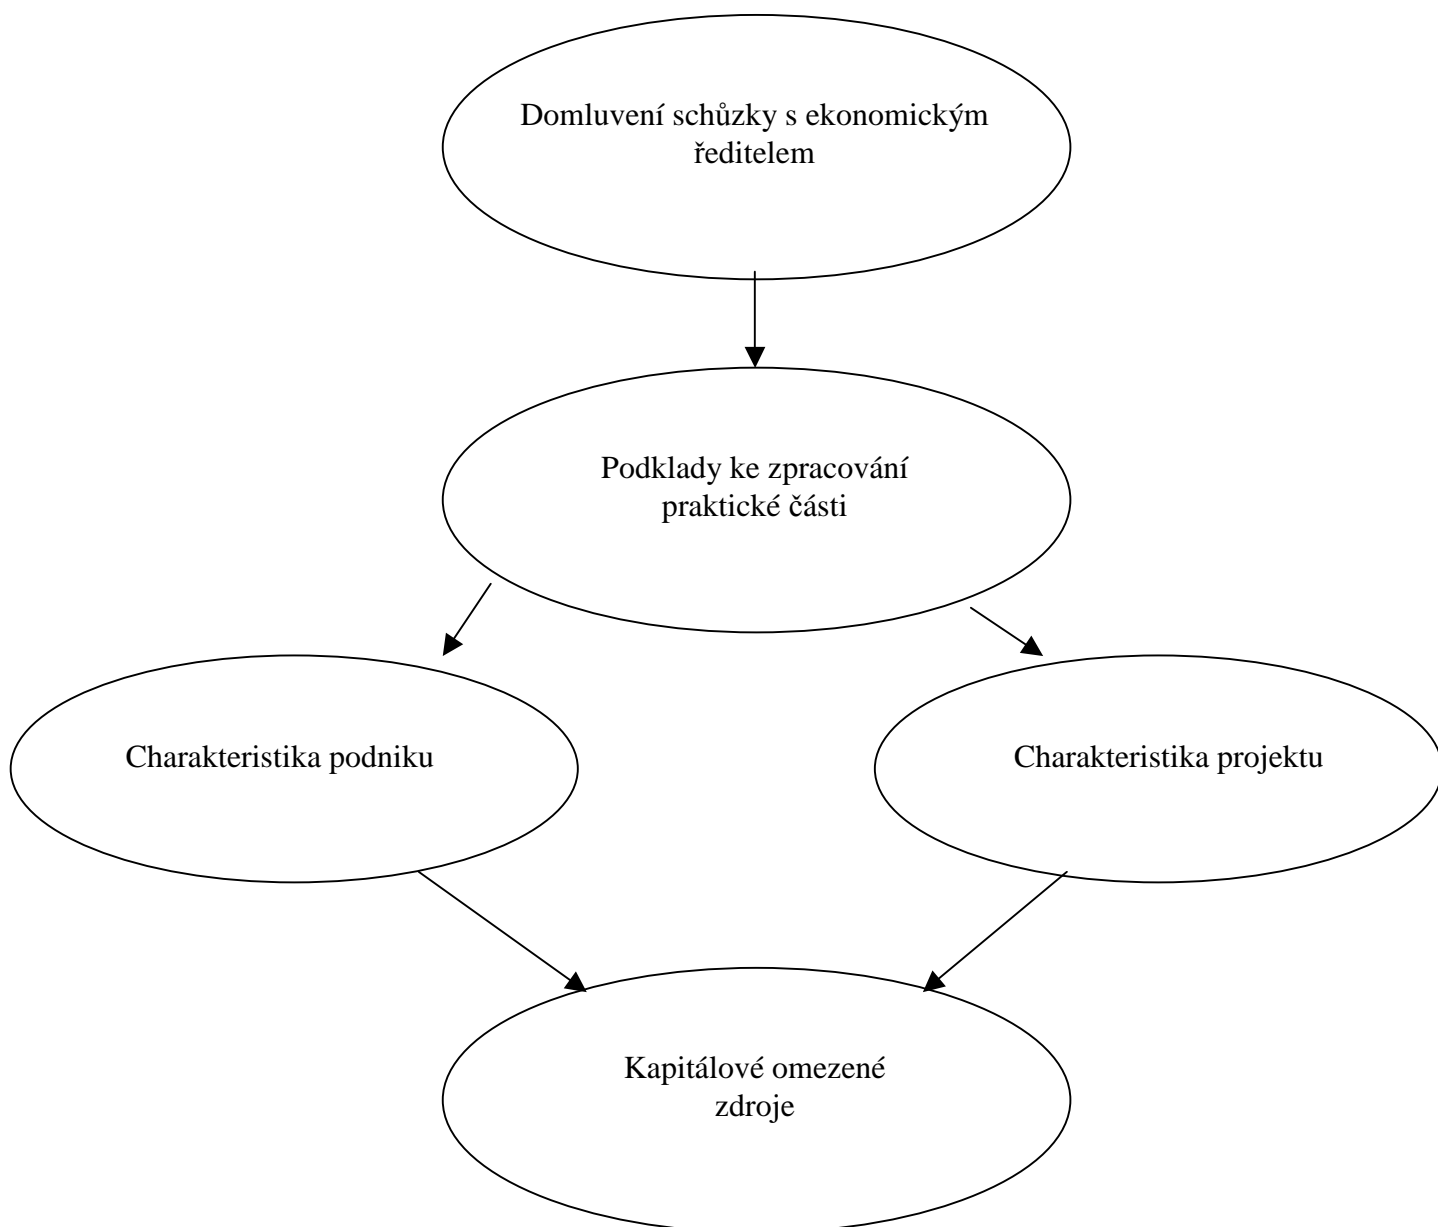 Domluvení schůzky s ekonomickým
ředitelem
Podklady ke zpracování
praktické části
Charakteristika podniku
Charakteristika projektu
Kapitálové omezené
zdroje